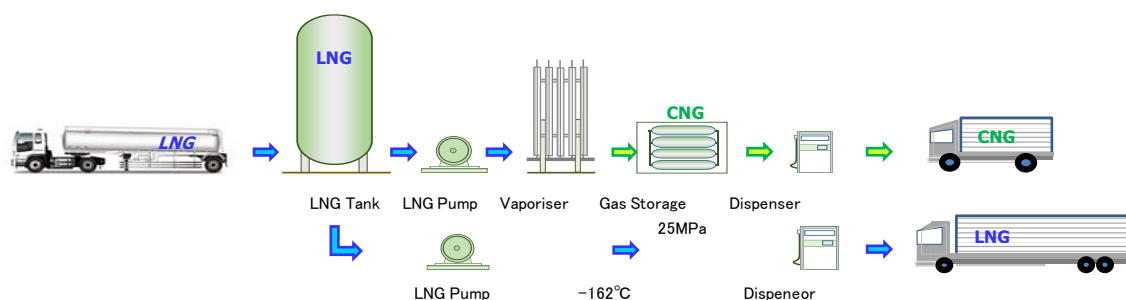 LNG
LNG
CNG
CNG
LNG Tank
LNG Pump
Vaporiser
Gas Storage
Dispenser
25MPa
LNG
LNG Pump
-162℃
Dispeneor